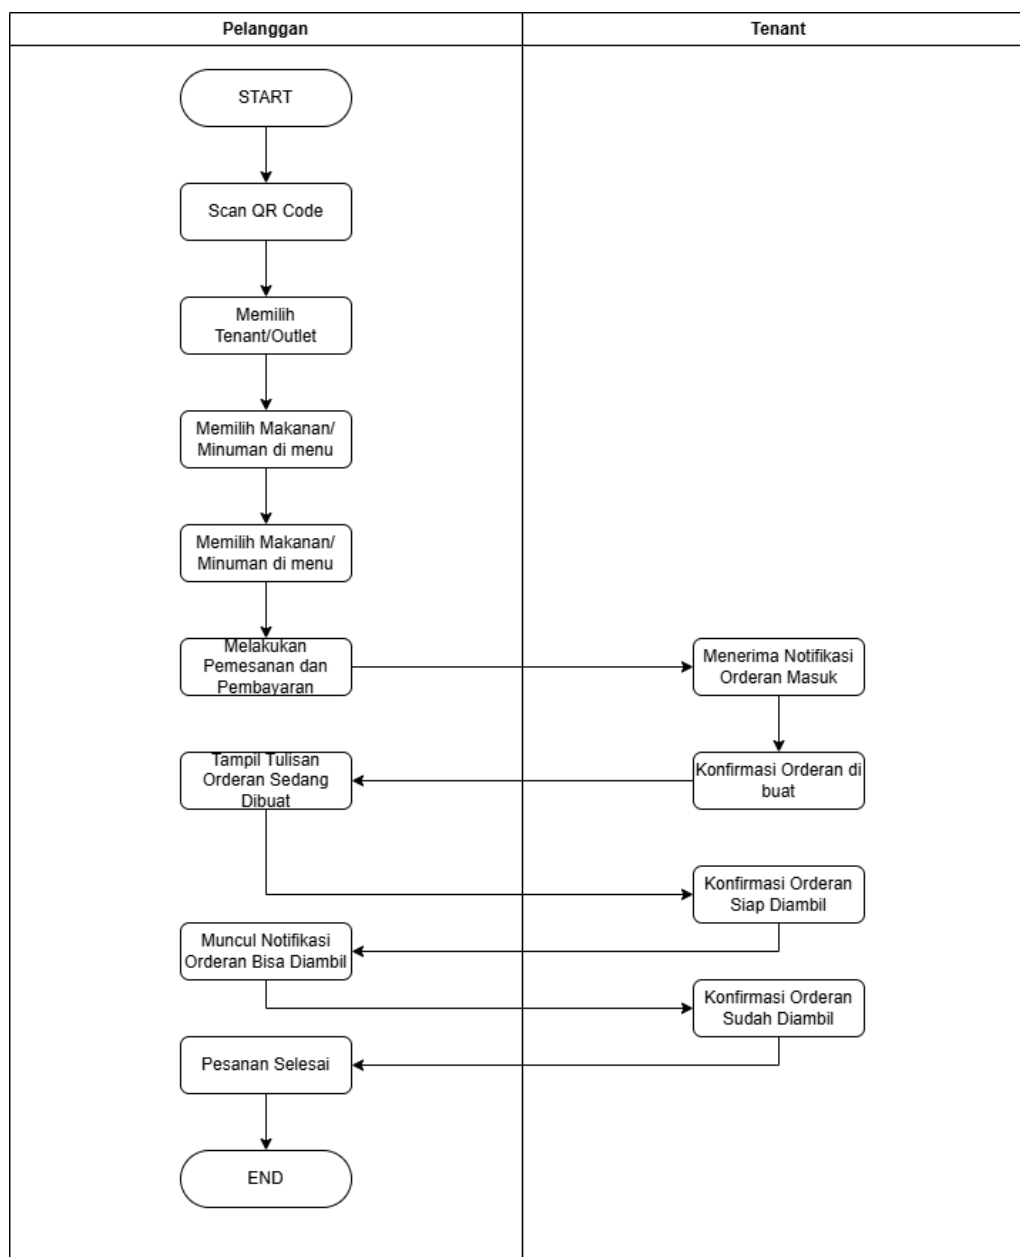 Pelanggan
Tenant
START
Scan QR Code
Memilih
Tenant/Outlet
Memilih Makanan/
Minuman di menu
Memilih Makanan/
Minuman di menu
Melakukan
Pemesanan dan
Pembayaran
Menerima Notifikasi
Orderan Masuk
Tampil Tulisan
Orderan Sedang
Dibuat
Konfirmasi Orderan di
buat
Konfirmasi Orderan
Siap Diambil
Muncul Notifikasi
Orderan Bisa Diambil
Konfirmasi Orderan
Sudah Diambil
Pesanan Selesai
END